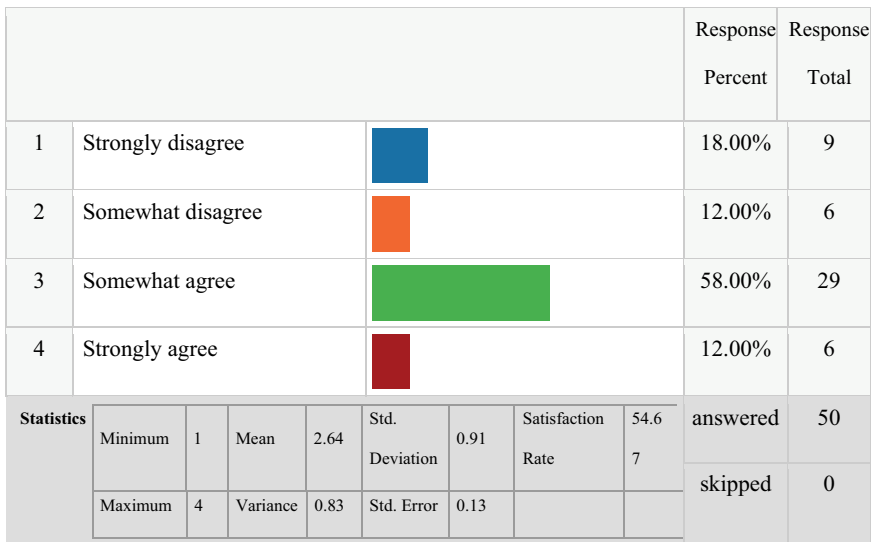 Response Response
Percent Total
1 Strongly disagree 18.00% 9
2 Somewhat disagree 12.00% 6
3 Somewhat agree 58.00% 29
4 Strongly agree 12.00% 6
Statistics Minimum 1 Mean 2.64 Std. Deviation 0.91 Satisfaction Rate 54.67 answered 50
Maximum 4 Variance 0.83 Std. Error 0.13 skipped 0